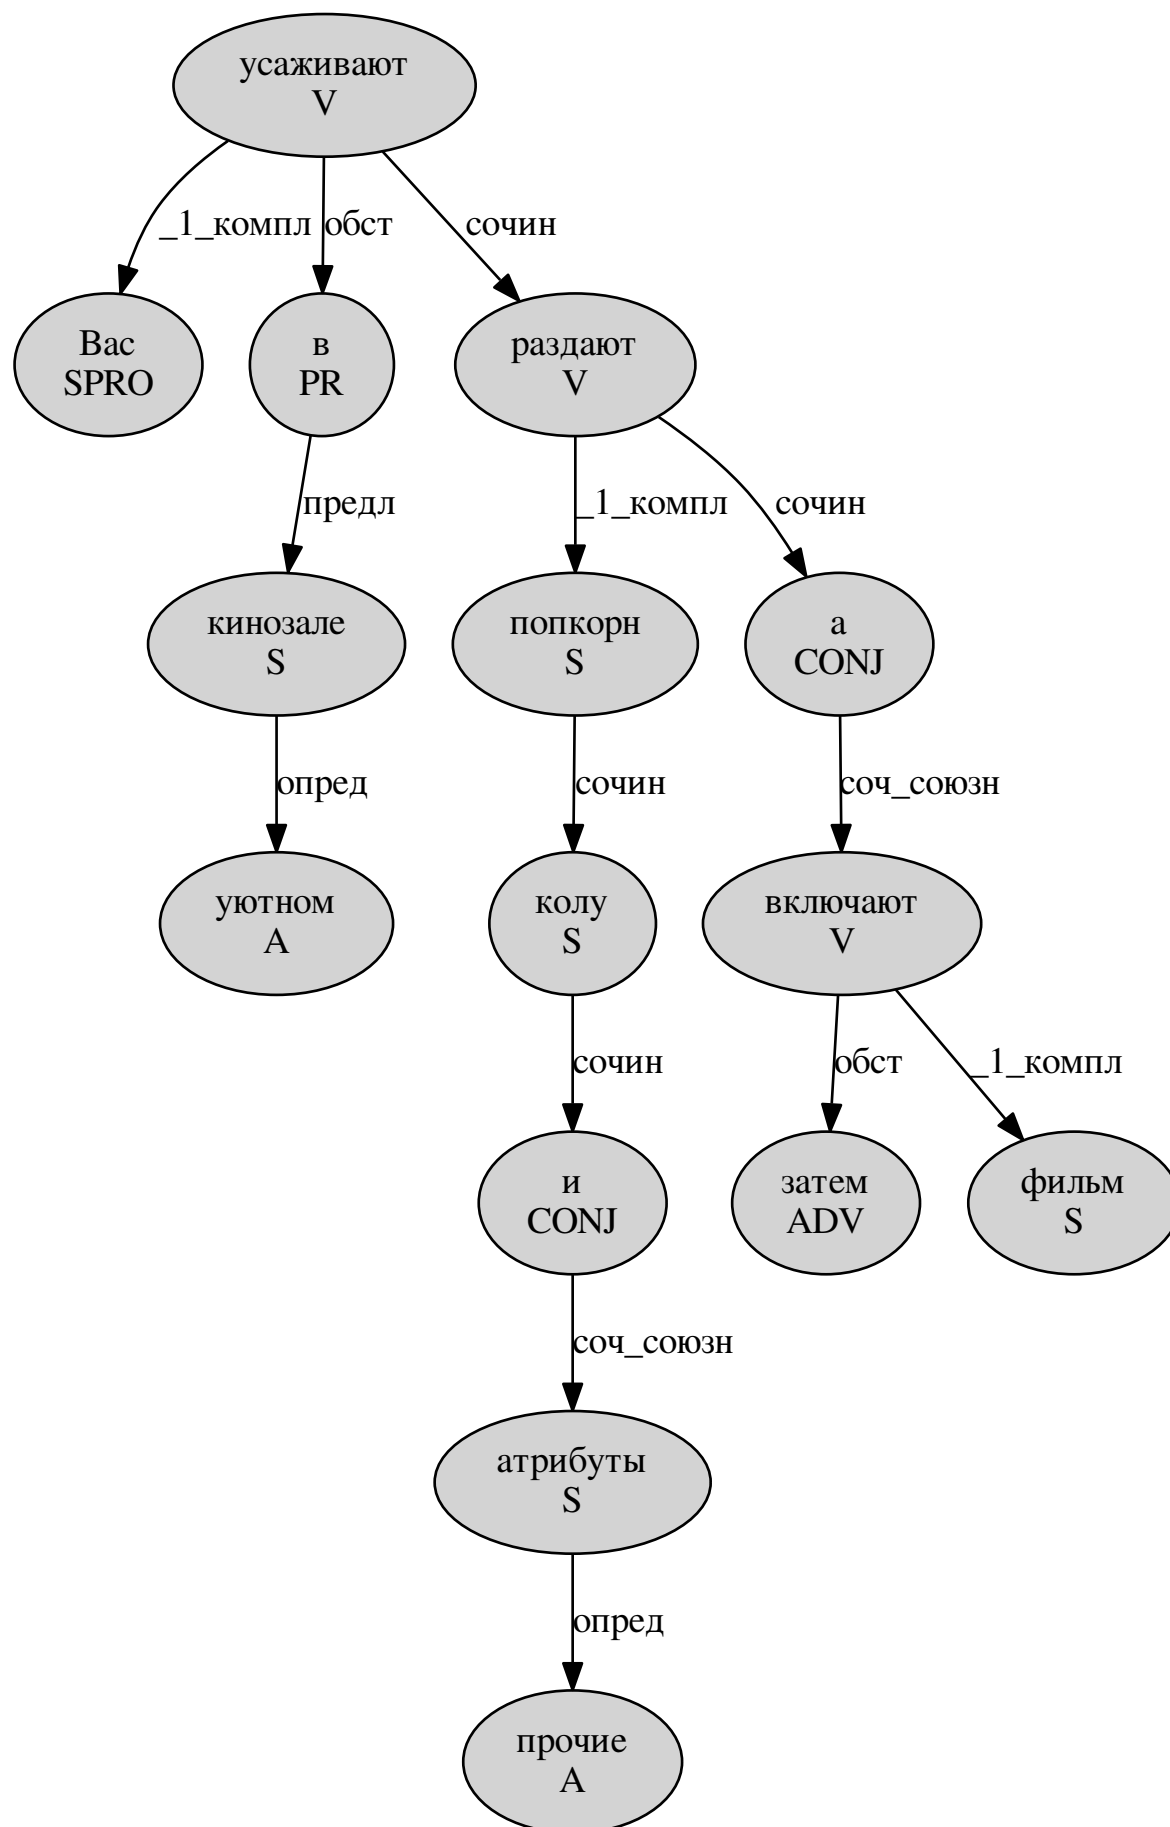 усаживают
V
_1_компл
обст
сочин
Вас
SPRO
в
PR
раздают
V
предл
_1_компл
сочин
кинозале
S
попкорн
S
а
CONJ
опред
сочин
соч_союзн
уютном
A
колу
S
включают
V
сочин
обст
_1_компл
и
CONJ
затем
ADV
фильм
S
соч_союзн
атрибуты
S
опред
прочие
A